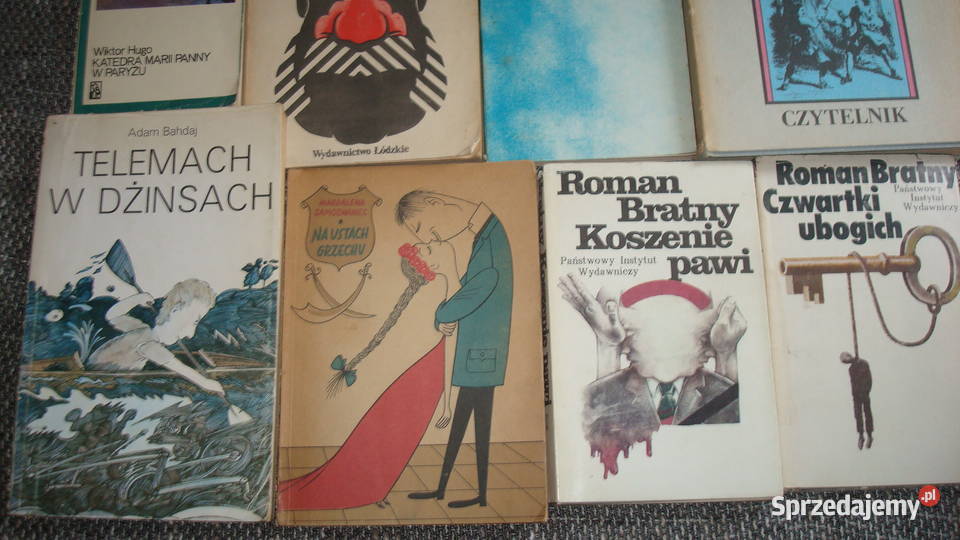 Wiktor Hugo
KATEDRA MARII PANNY
W PARYŻU
Wydawnictwo Łódzkie
CZYTELNIK
Adam Bahdaj
TELEMACH
W DŻINSACH
MAGDALENA
SAMOZWANIEC
NA USTACH
GRZECHU
Roman
Bratny
Koszenie
pawi
Państwowy Instytut
Wydawniczy
Roman Bratny
Czwartki
ubogich
Państwowy
Instytut
Wydawniczy
Sprzedajemy.pl